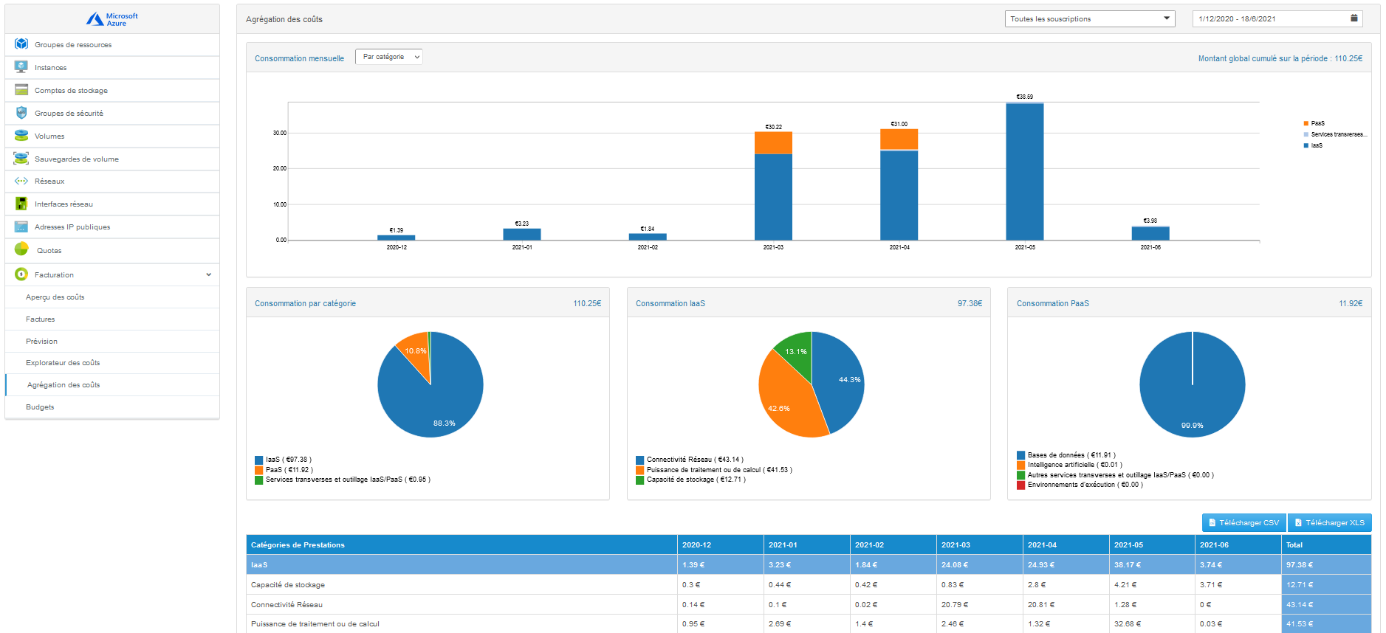 Microsoft
Azure
Groupes de ressources
Instances
Comptes de stockage
Groupes de sécurité
Volumes
Sauvegardes de volume
Réseaux
Interfaces réseau
Adresses IP publiques
Quotas
Facturation
Aperçu des coûts
Factures
Prévision
Explorateur des coûts
Agrégation des coûts
Budgets
Agrégation des coûts
Toutes les souscriptions
1/12/2020 - 18/6/2021
Consommation mensuelle
Par catégorie
Montant global cumulé sur la période : 110.25€
30.00
20.00
10.00
0.00
€1.39
€3.23
€1.84
€30.22
€31.00
€38.59
€3.98
2020-12
2021-01
2021-02
2021-03
2021-04
2021-05
2021-06
PaaS
Services transverses...
IaaS
Consommation par catégorie 110.25€
10.8%
88.3%
IaaS ( €97.38 )
PaaS ( €11.92 )
Services transverses et outillage IaaS/PaaS ( €0.95 )
Consommation IaaS 97.38€
13.1%
44.3%
42.6%
Connectivité Réseau ( €43.14 )
Puissance de traitement ou de calcul ( €41.53 )
Capacité de stockage ( €12.71 )
Consommation PaaS 11.92€
99.9%
Bases de données ( €11.91 )
Intelligence artificielle ( €0.01 )
Autres services transverses et outillage IaaS/PaaS ( €0.00 )
Environnements d'exécution ( €0.00 )
Télécharger CSV
Télécharger XLS
Catégories de Prestations 2020-12 2021-01 2021-02 2021-03 2021-04 2021-05 2021-06 Total
IaaS 1.39 € 3.23 € 1.84 € 24.08 € 24.93 € 38.17 € 3.74 € 97.38 €
Capacité de stockage 0.3 € 0.44 € 0.42 € 0.83 € 2.8 € 4.21 € 3.71 € 12.71 €
Connectivité Réseau 0.14 € 0.1 € 0.02 € 20.79 € 20.81 € 1.28 € 0 € 43.14 €
Puissance de traitement ou de calcul 0.95 € 2.69 € 1.4 € 2.46 € 1.32 € 32.68 € 0.03 € 41.53 €